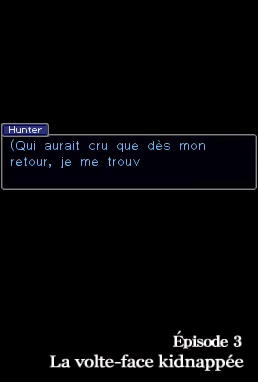 Hunter
(Qui aurait cru que dès mon
retour, je me trouv
Épisode 3
La volte-face kidnappée